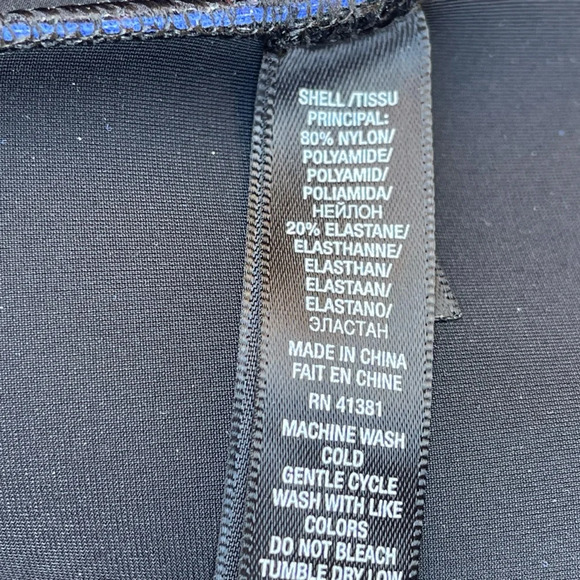 SHELL /TISSU
PRINCIPAL:
80% NYLON/
POLYAMIDE/
POLYAMID/
POLIAMIDA/
НЕЙЛОН
20% ELASTANE/
ELASTHANNE/
ELASTHAN/
ELASTAAN/
ELASTANO/
ЭЛАСТАН
MADE IN CHINA
FAIT EN CHINE
RN 41381
MACHINE WASH
COLD
GENTLE CYCLE
WASH WITH LIKE
COLORS
DO NOT BLEACH
TUMBLE DRY LOW